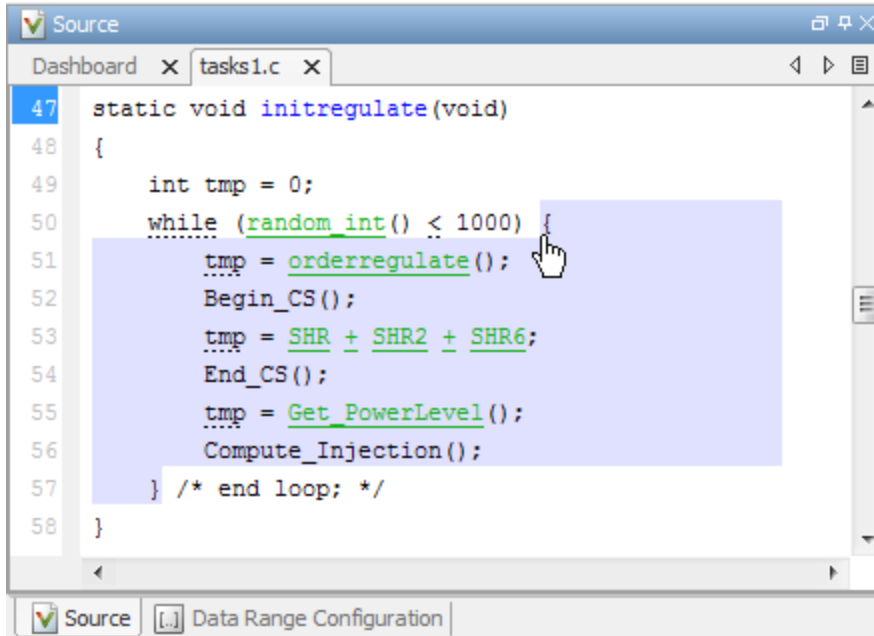 Source
Dashboard tasks1.c
47 static void initregulate(void)
48 {
49 int tmp = 0;
50 while (random_int() < 1000) {
51 tmp = orderregulate();
52 Begin_CS();
53 tmp = SHR + SHR2 + SHR6;
54 End_CS();
55 tmp = Get_PowerLevel();
56 Compute_Injection();
57 } /* end loop; */
58 }
Source [..] Data Range Configuration